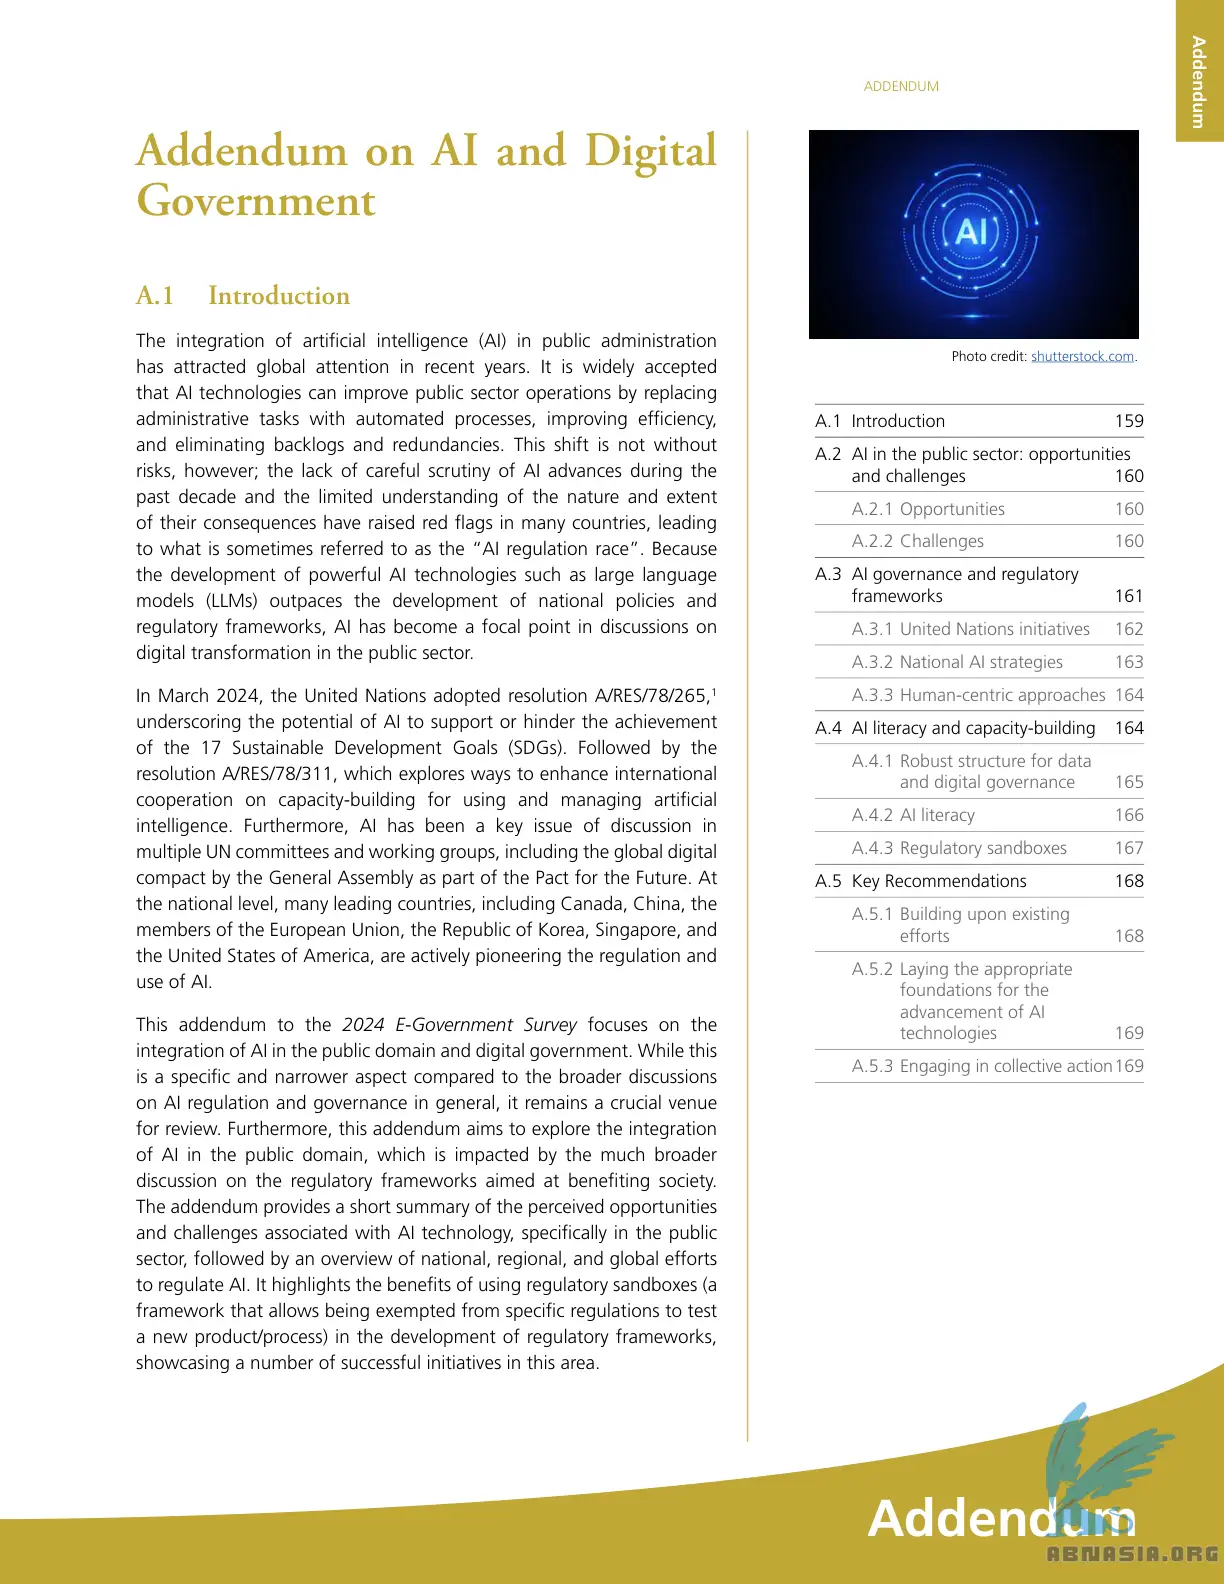 Addendum
ADDENDUM
Addendum on AI and Digital
Government
A.1 Introduction
The integration of artificial intelligence (AI) in public administration
has attracted global attention in recent years. It is widely accepted
that AI technologies can improve public sector operations by replacing
administrative tasks with automated processes, improving efficiency,
and eliminating backlogs and redundancies. This shift is not without
risks, however; the lack of careful scrutiny of AI advances during the
past decade and the limited understanding of the nature and extent
of their consequences have raised red flags in many countries, leading
to what is sometimes referred to as the “AI regulation race”. Because
the development of powerful AI technologies such as large language
models (LLMs) outpaces the development of national policies and
regulatory frameworks, AI has become a focal point in discussions on
digital transformation in the public sector.
In March 2024, the United Nations adopted resolution A/RES/78/265,¹
underscoring the potential of AI to support or hinder the achievement
of the 17 Sustainable Development Goals (SDGs). Followed by the
resolution A/RES/78/311, which explores ways to enhance international
cooperation on capacity-building for using and managing artificial
intelligence. Furthermore, AI has been a key issue of discussion in
multiple UN committees and working groups, including the global digital
compact by the General Assembly as part of the Pact for the Future. At
the national level, many leading countries, including Canada, China, the
members of the European Union, the Republic of Korea, Singapore, and
the United States of America, are actively pioneering the regulation and
use of AI.
This addendum to the 2024 E-Government Survey focuses on the
integration of AI in the public domain and digital government. While this
is a specific and narrower aspect compared to the broader discussions
on AI regulation and governance in general, it remains a crucial venue
for review. Furthermore, this addendum aims to explore the integration
of AI in the public domain, which is impacted by the much broader
discussion on the regulatory frameworks aimed at benefiting society.
The addendum provides a short summary of the perceived opportunities
and challenges associated with AI technology, specifically in the public
sector, followed by an overview of national, regional, and global efforts
to regulate AI. It highlights the benefits of using regulatory sandboxes (a
framework that allows being exempted from specific regulations to test
a new product/process) in the development of regulatory frameworks,
showcasing a number of successful initiatives in this area.
AI
Photo credit: shutterstock.com.
A.1 Introduction 159
A.2 AI in the public sector: opportunities
and challenges 160
A.2.1 Opportunities 160
A.2.2 Challenges 160
A.3 AI governance and regulatory
frameworks 161
A.3.1 United Nations initiatives 162
A.3.2 National AI strategies 163
A.3.3 Human-centric approaches 164
A.4 AI literacy and capacity-building 164
A.4.1 Robust structure for data
and digital governance 165
A.4.2 AI literacy 166
A.4.3 Regulatory sandboxes 167
A.5 Key Recommendations 168
A.5.1 Building upon existing
efforts 168
A.5.2 Laying the appropriate
foundations for the
advancement of AI
technologies 169
A.5.3 Engaging in collective action 169
Addendum
ABNASIA.ORG